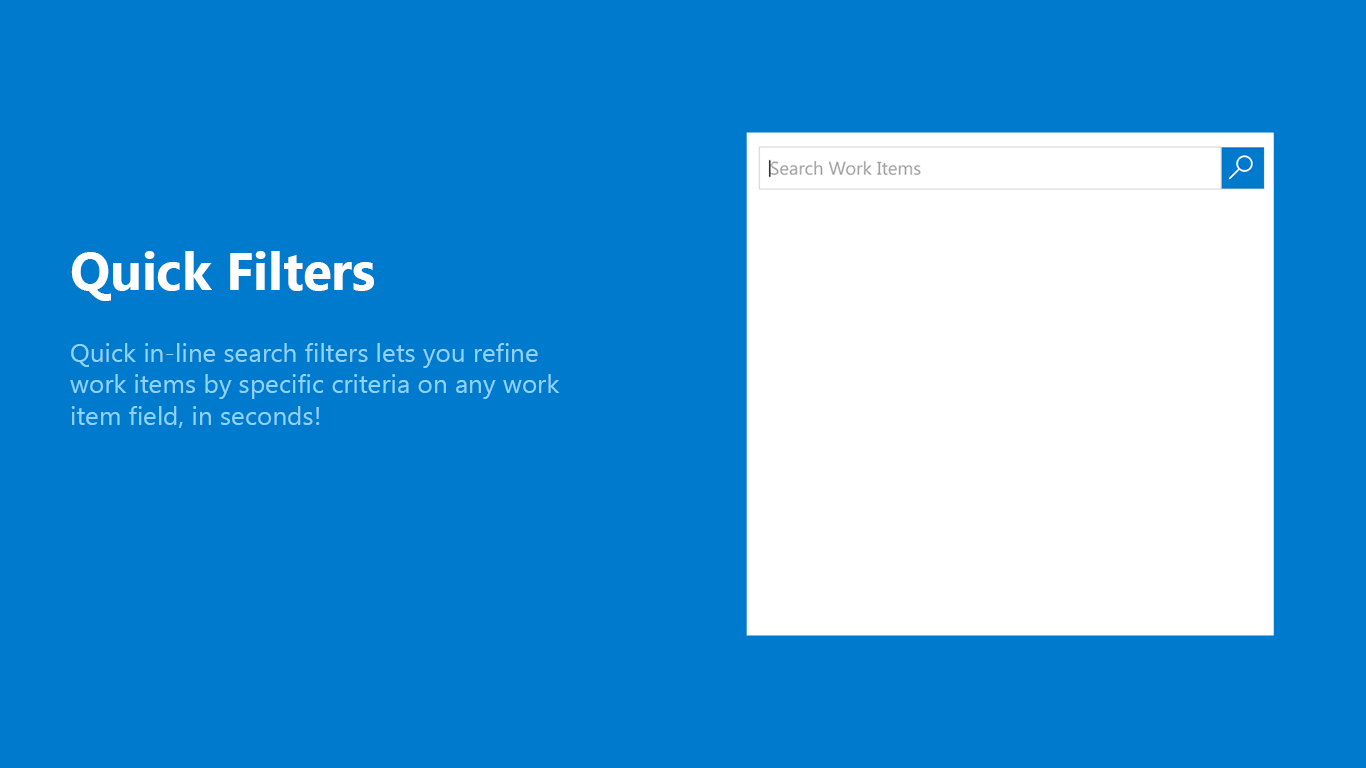 Quick Filters
Quick in-line search filters lets you refine
work items by specific criteria on any work
item field, in seconds!
Search Work Items